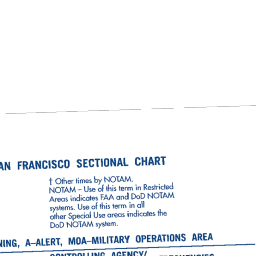 AN FRANCISCO SECTIONAL CHART
† Other times by NOTAM.
NOTAM – Use of this term in Restricted
Areas indicates FAA and DoD NOTAM
systems. Use of this term in all
other Special Use areas indicates the
DoD NOTAM system.
NING, A–ALERT, MOA–MILITARY OPERATIONS AREA
CONTROLLING AGENCY/
FREQUENCIES